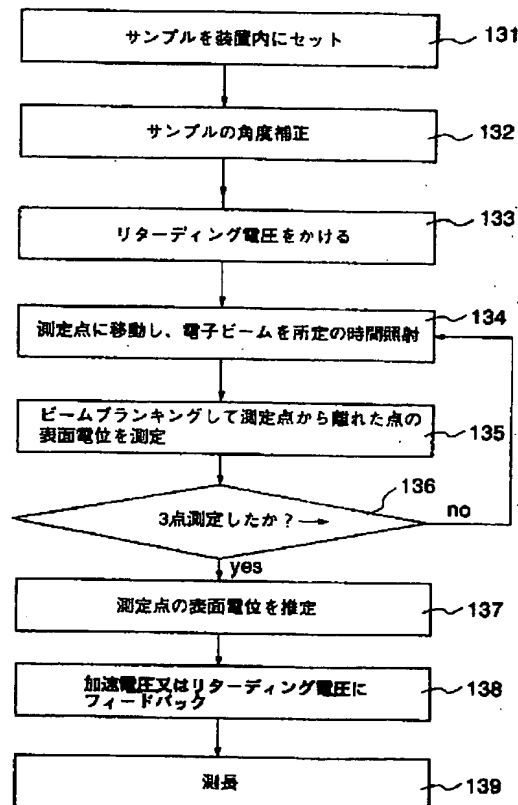 サンプルを装置内にセット
131
サンプルの角度補正
132
リターディング電圧をかける
133
測定点に移動し、電子ビームを所定の時間照射
134
ビームブランキングして測定点から離れた点の
表面電位を測定
135
3点測定したか?
136
no
yes
測定点の表面電位を推定
137
加速電圧又はリターディング電圧に
フィードバック
138
測長
139